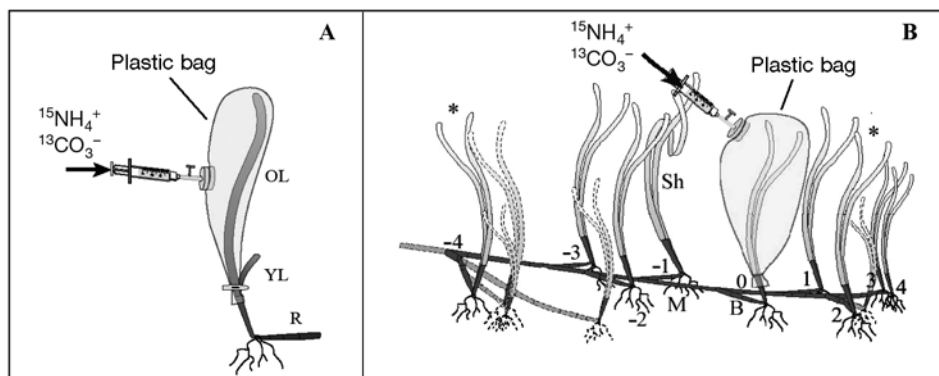 A
Plastic bag
¹⁵NH₄⁺
¹³CO₃⁻
OL
YL
R
B
¹⁵NH₄⁺
¹³CO₃⁻
Plastic bag
*
*
Sh
-4
-3
-1
0
1
3
4
M
B
-2
2